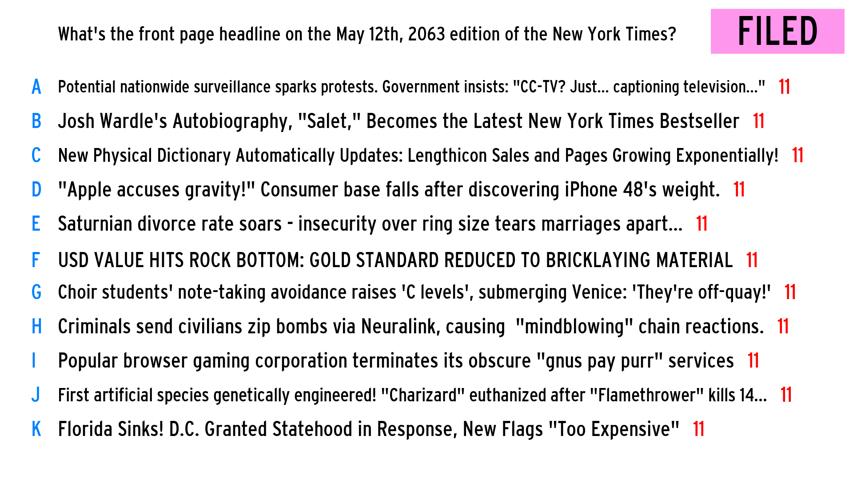 What's the front page headline on the May 12th, 2063 edition of the New York Times?
FILED
A Potential nationwide surveillance sparks protests. Government insists: "CC-TV? Just... captioning television..." 11
B Josh Wardle's Autobiography, "Salet," Becomes the Latest New York Times Bestseller 11
C New Physical Dictionary Automatically Updates: Lengthicon Sales and Pages Growing Exponentially! 11
D "Apple accuses gravity!" Consumer base falls after discovering iPhone 48's weight. 11
E Saturnian divorce rate soars - insecurity over ring size tears marriages apart... 11
F USD VALUE HITS ROCK BOTTOM: GOLD STANDARD REDUCED TO BRICKLAYING MATERIAL 11
G Choir students' note-taking avoidance raises 'C levels', submerging Venice: 'They're off-quay!' 11
H Criminals send civilians zip bombs via Neuralink, causing "mindblowing" chain reactions. 11
I Popular browser gaming corporation terminates its obscure "gnus pay purr" services 11
J First artificial species genetically engineered! "Charizard" euthanized after "Flamethrower" kills 14... 11
K Florida Sinks! D.C. Granted Statehood in Response, New Flags "Too Expensive" 11